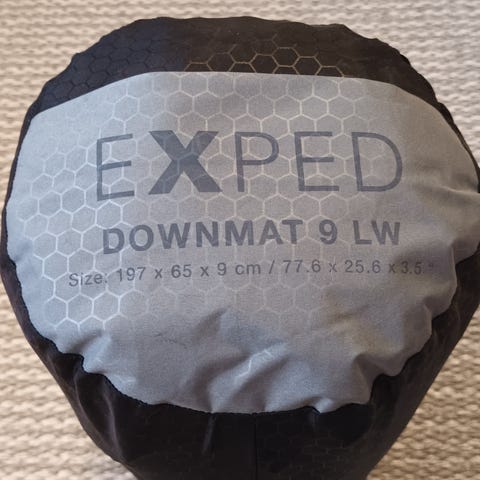 EXPED
DOWNMAT 9 LW
Size: 197 x 65 x 9 cm / 77.6 x 25.6 x 3.5 "